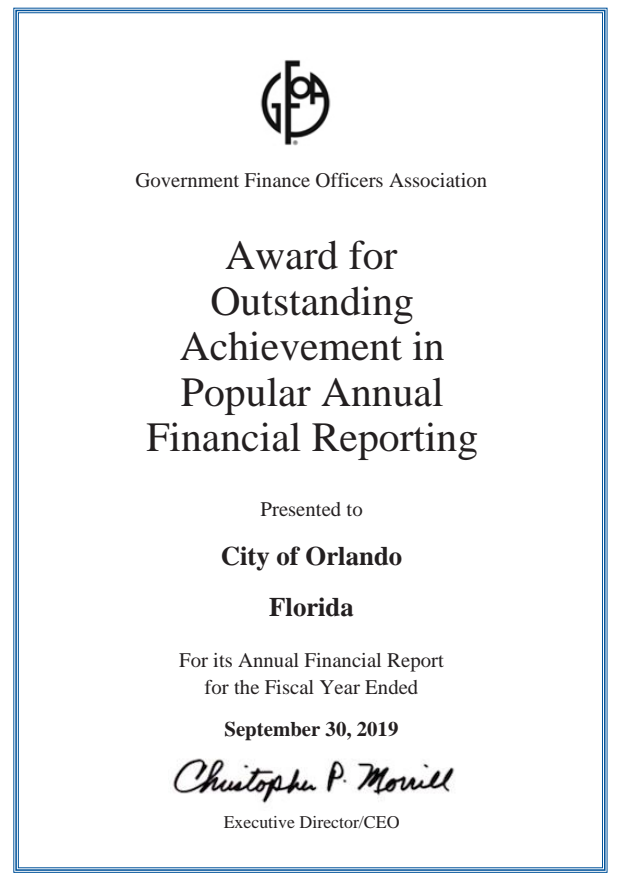 GFOA
Government Finance Officers Association
Award for
Outstanding
Achievement in
Popular Annual
Financial Reporting
Presented to
City of Orlando
Florida
For its Annual Financial Report
for the Fiscal Year Ended
September 30, 2019
Christopher P. Morrill
Executive Director/CEO